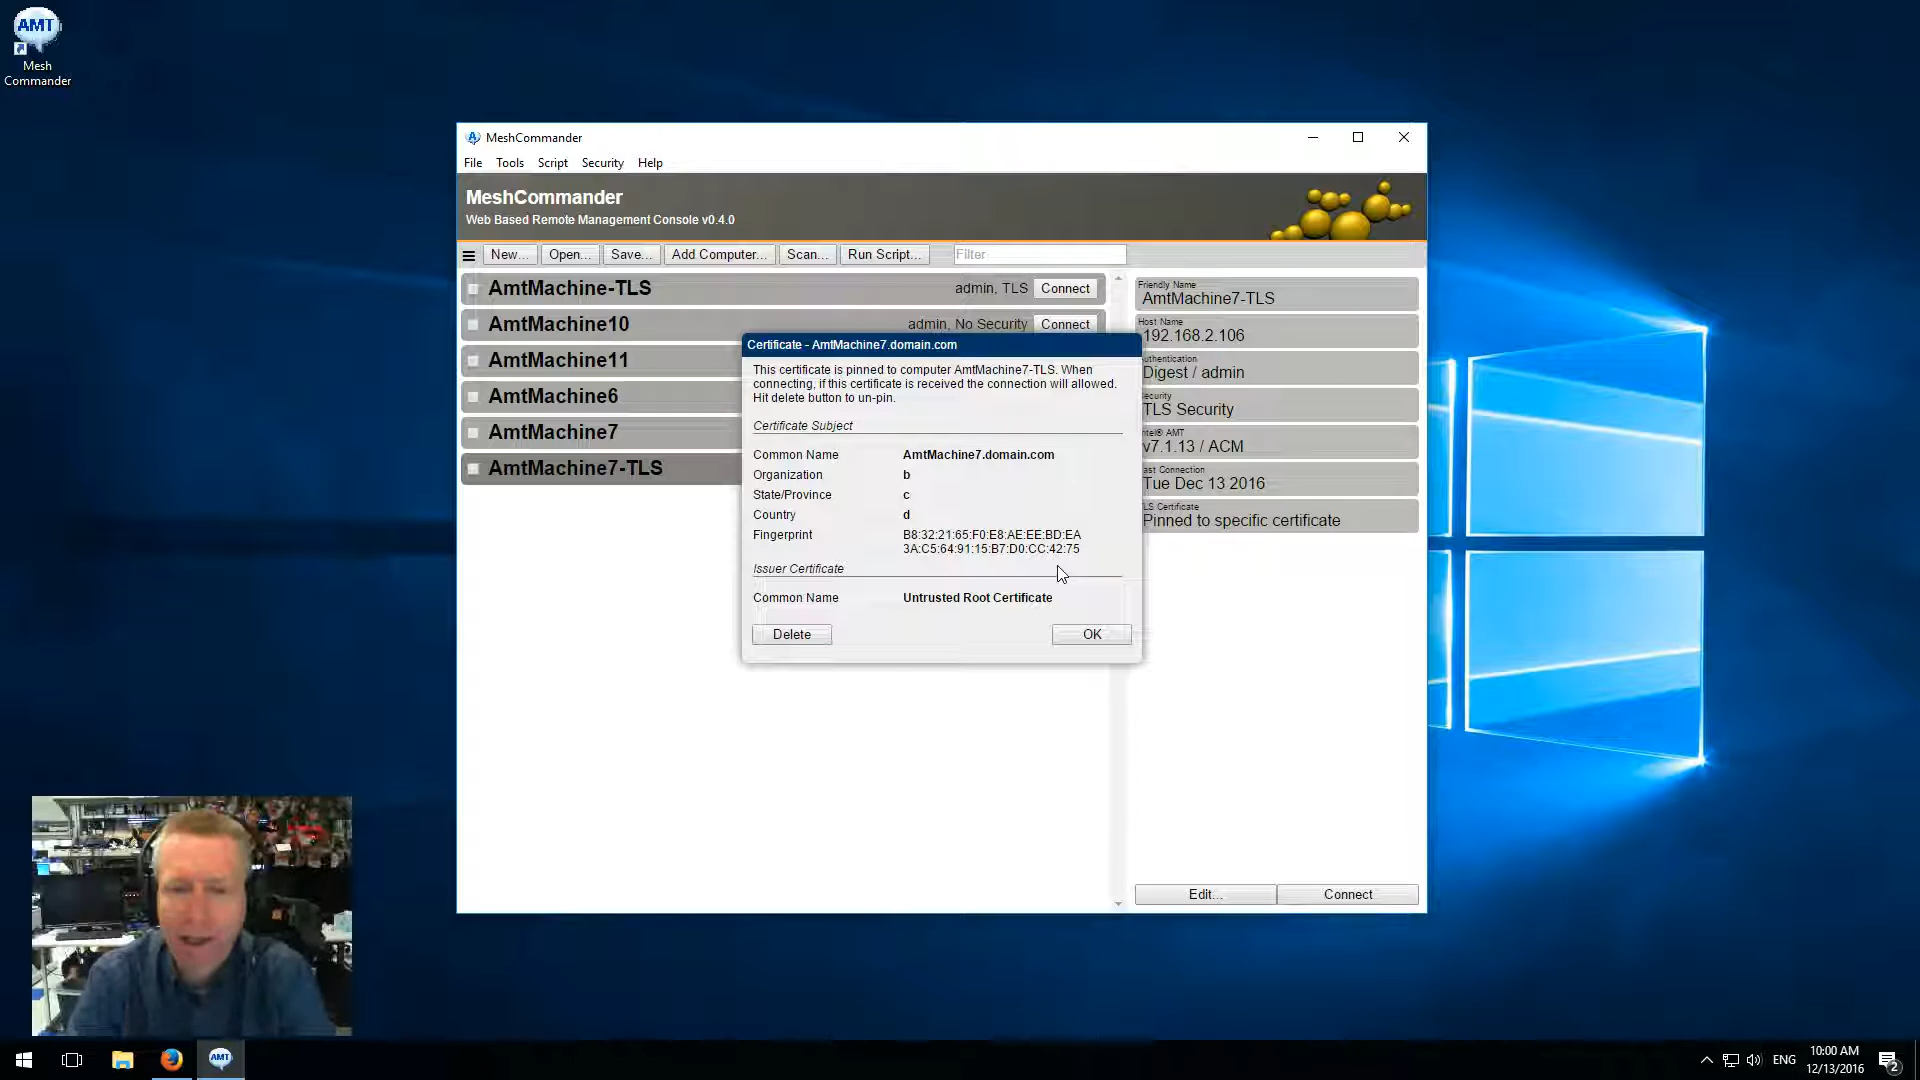 AMT
Mesh
Commander
MeshCommander
File Tools Script Security Help
MeshCommander
Web Based Remote Management Console v0.4.0
New... Open... Save... Add Computer... Scan... Run Script... Filter
AmtMachine-TLS admin, TLS Connect
AmtMachine10 admin, No Security Connect
AmtMachine11
AmtMachine6
AmtMachine7
AmtMachine7-TLS
Certificate - AmtMachine7.domain.com
This certificate is pinned to computer AmtMachine7-TLS. When
connecting, if this certificate is received the connection will allowed.
Hit delete button to un-pin.
Certificate Subject
Common Name AmtMachine7.domain.com
Organization b
State/Province c
Country d
Fingerprint B8:32:21:65:F0:E8:AE:EE:BD:EA
3A:C5:64:91:15:B7:D0:CC:42:75
Issuer Certificate
Common Name Untrusted Root Certificate
Delete OK
Friendly Name
AmtMachine7-TLS
Host Name
192.168.2.106
uthentication
Digest / admin
ecurity
TLS Security
ntel® AMT
v7.1.13 / ACM
ast Connection
Tue Dec 13 2016
LS Certificate
Pinned to specific certificate
Edit... Connect
AMT
ENG
10:00 AM
12/13/2016
2